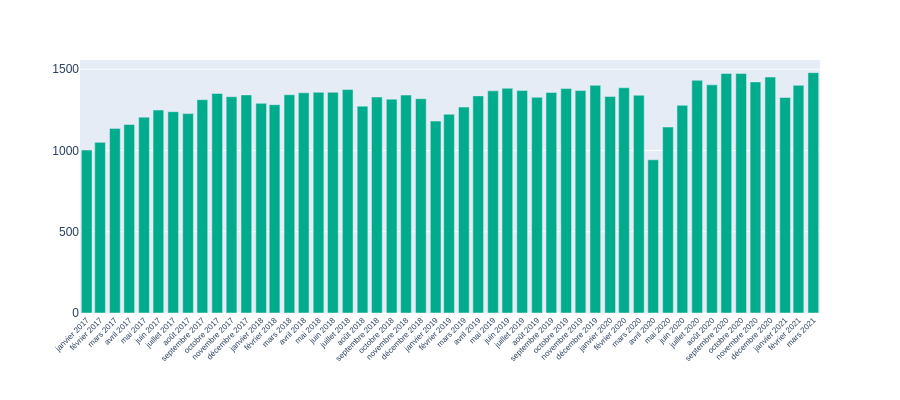 1500
1000
500
0
janvier 2017
février 2017
mars 2017
avril 2017
mai 2017
juin 2017
juillet 2017
août 2017
septembre 2017
octobre 2017
novembre 2017
décembre 2017
janvier 2018
février 2018
mars 2018
avril 2018
mai 2018
juin 2018
juillet 2018
août 2018
septembre 2018
octobre 2018
novembre 2018
décembre 2018
janvier 2019
février 2019
mars 2019
avril 2019
mai 2019
juin 2019
juillet 2019
août 2019
septembre 2019
octobre 2019
novembre 2019
décembre 2019
janvier 2020
février 2020
mars 2020
avril 2020
mai 2020
juin 2020
juillet 2020
août 2020
septembre 2020
octobre 2020
novembre 2020
décembre 2020
janvier 2021
février 2021
mars 2021